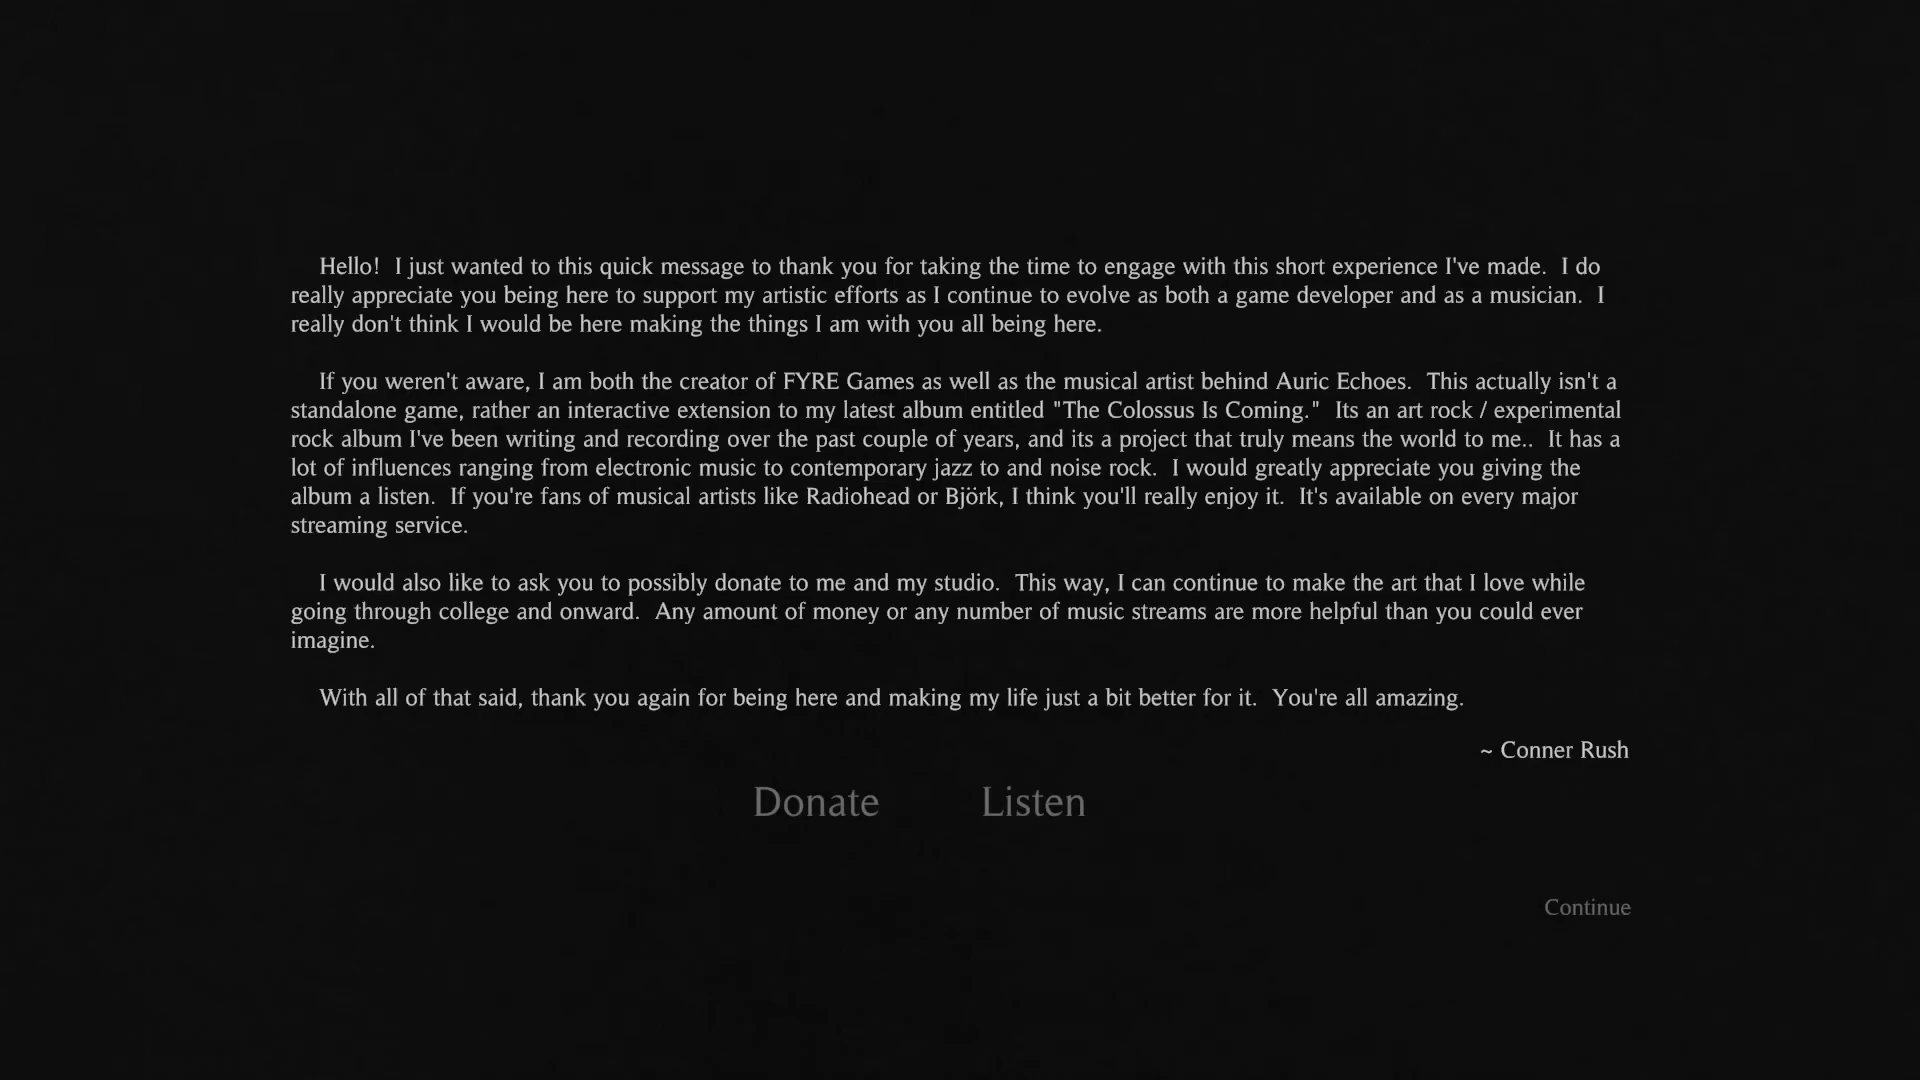 Hello!  I just wanted to this quick message to thank you for taking the time to engage with this short experience I've made.  I do
really appreciate you being here to support my artistic efforts as I continue to evolve as both a game developer and as a musician.  I
really don't think I would be here making the things I am with you all being here.
If you weren't aware, I am both the creator of FYRE Games as well as the musical artist behind Auric Echoes.  This actually isn't a
standalone game, rather an interactive extension to my latest album entitled "The Colossus Is Coming."  Its an art rock / experimental
rock album I've been writing and recording over the past couple of years, and its a project that truly means the world to me..  It has a
lot of influences ranging from electronic music to contemporary jazz to and noise rock.  I would greatly appreciate you giving the
album a listen.  If you're fans of musical artists like Radiohead or Björk, I think you'll really enjoy it.  It's available on every major
streaming service.
I would also like to ask you to possibly donate to me and my studio.  This way, I can continue to make the art that I love while
going through college and onward.  Any amount of money or any number of music streams are more helpful than you could ever
imagine.
With all of that said, thank you again for being here and making my life just a bit better for it.  You're all amazing.
~ Conner Rush
Donate
Listen
Continue